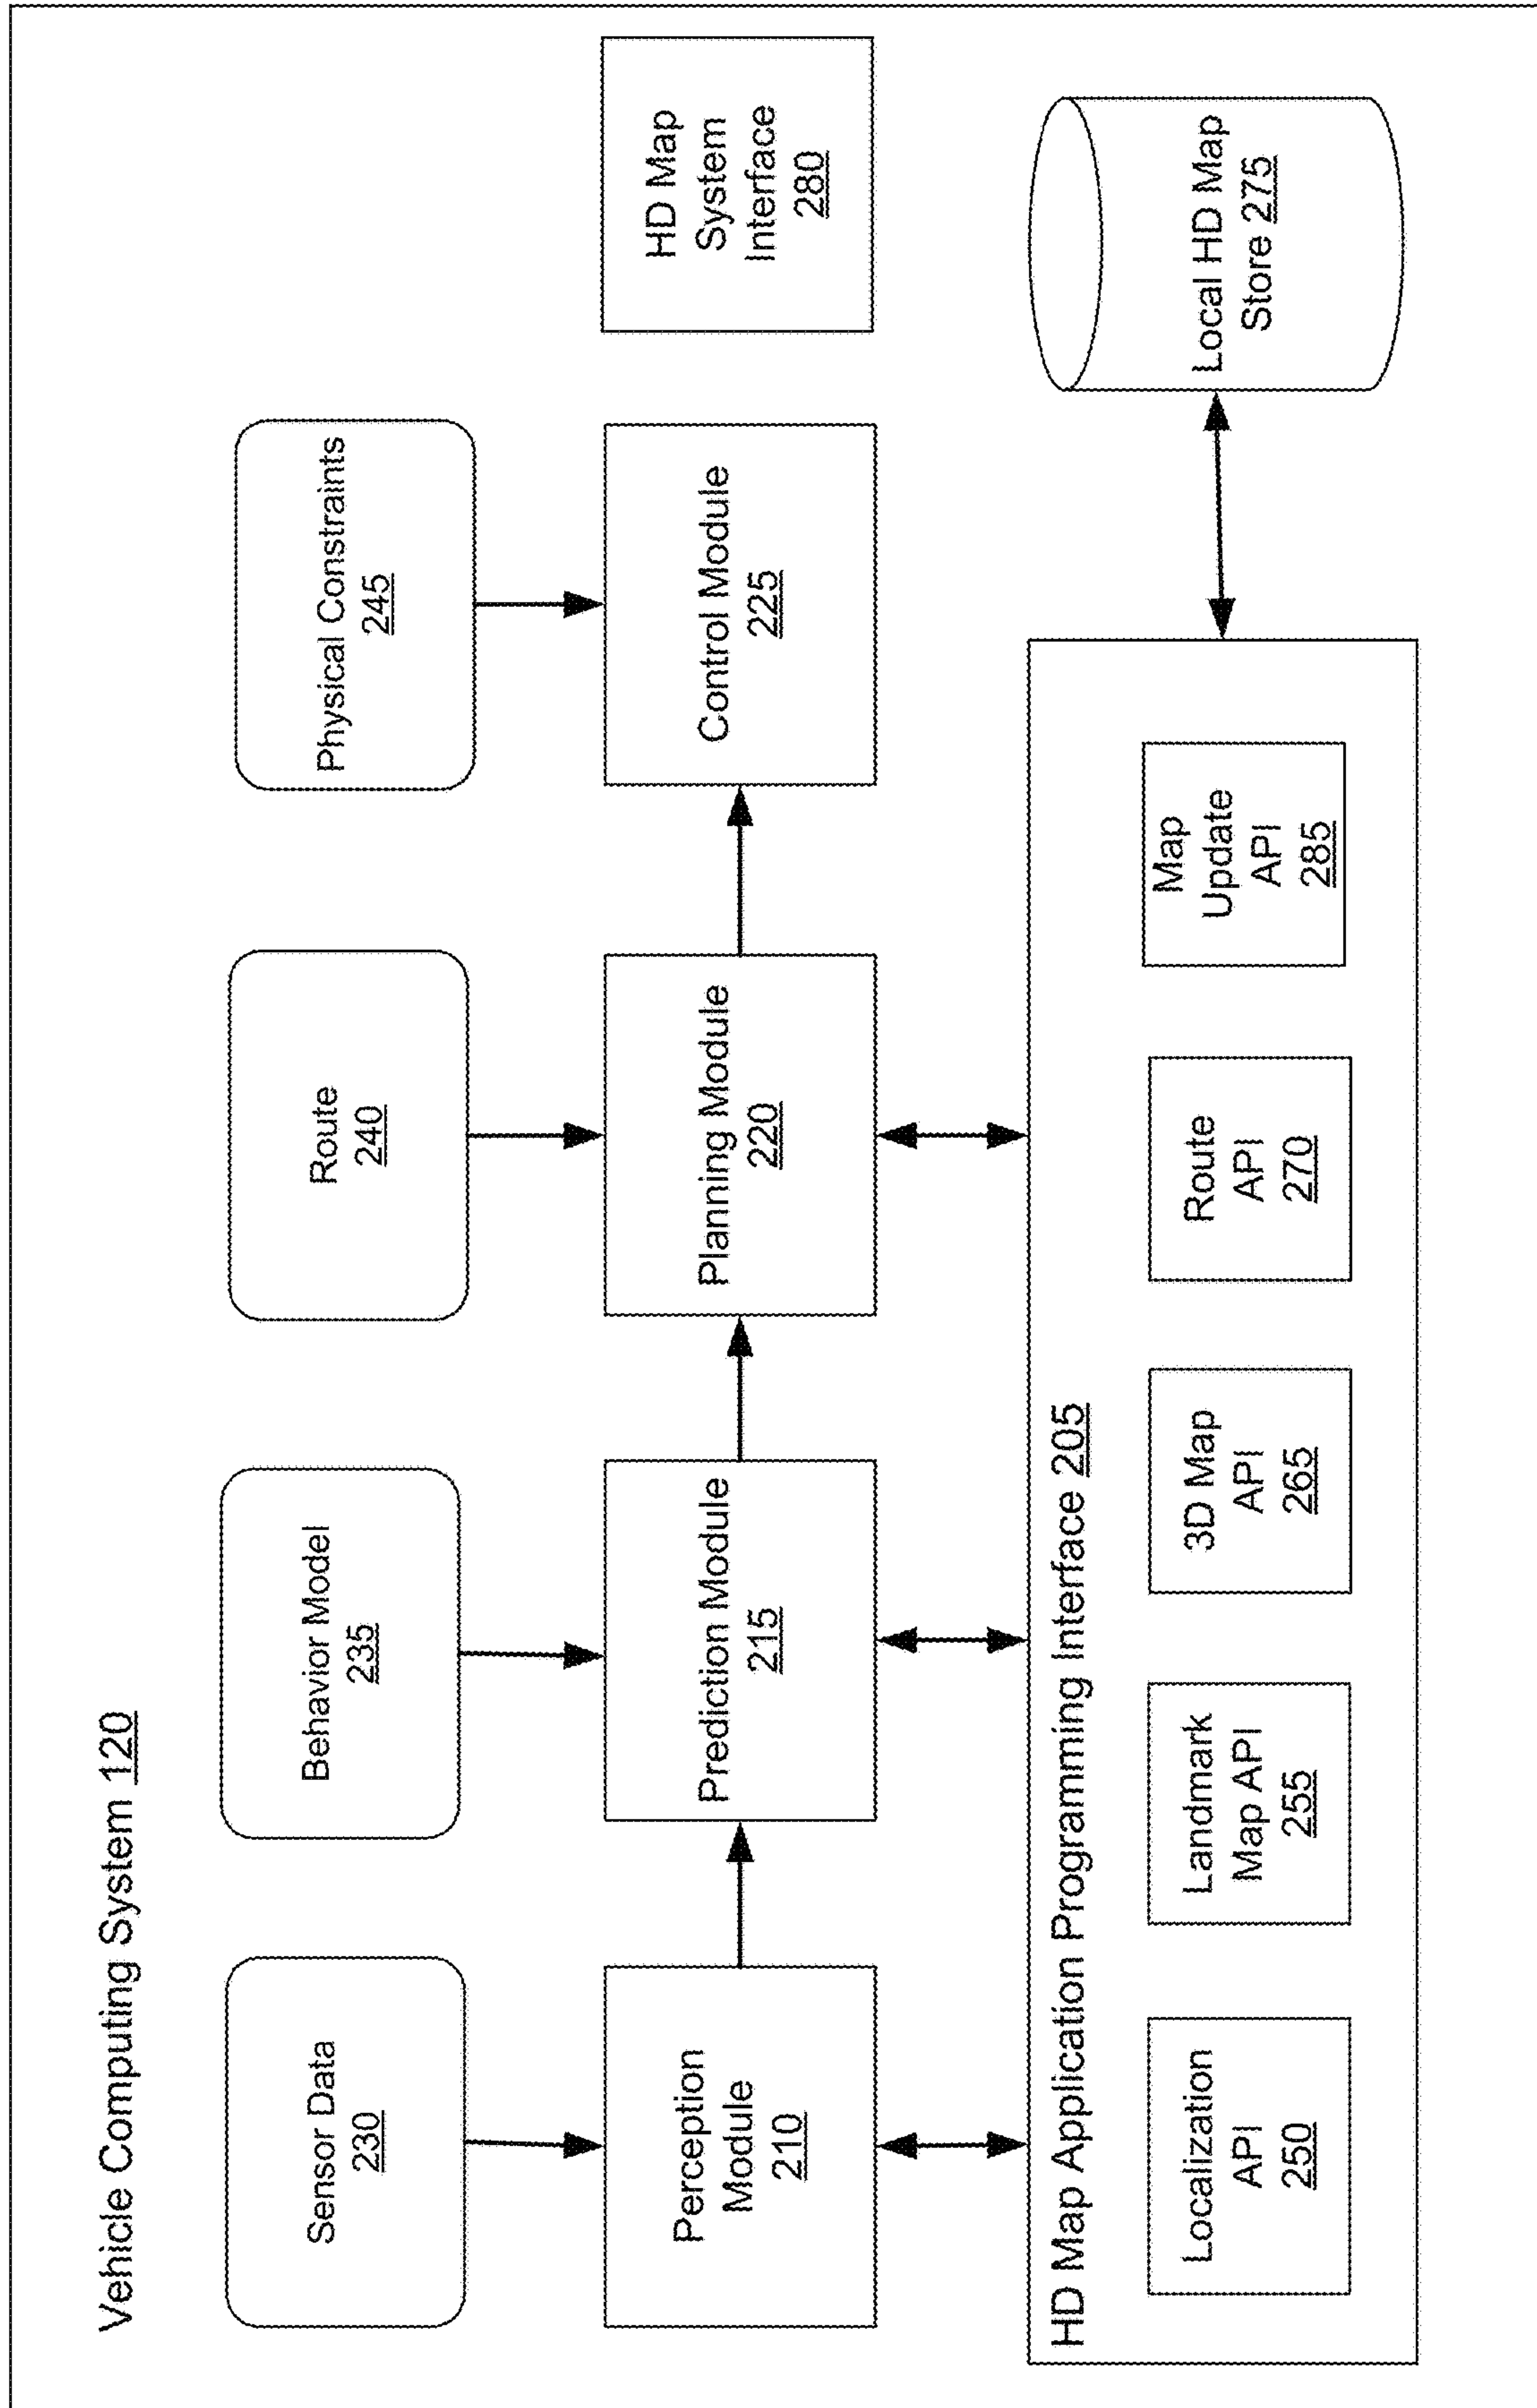 Vehicle Computing System 120
Sensor Data
230
Behavior Model
235
Route
240
Physical Constraints
245
Perception
Module
210
Prediction Module
215
Planning Module
220
Control Module
225
HD Map
System
Interface
280
HD Map Application Programming Interface 205
Localization
API
250
Landmark
Map API
255
3D Map
API
265
Route
API
270
Map
Update
API
285
Local HD Map
Store 275